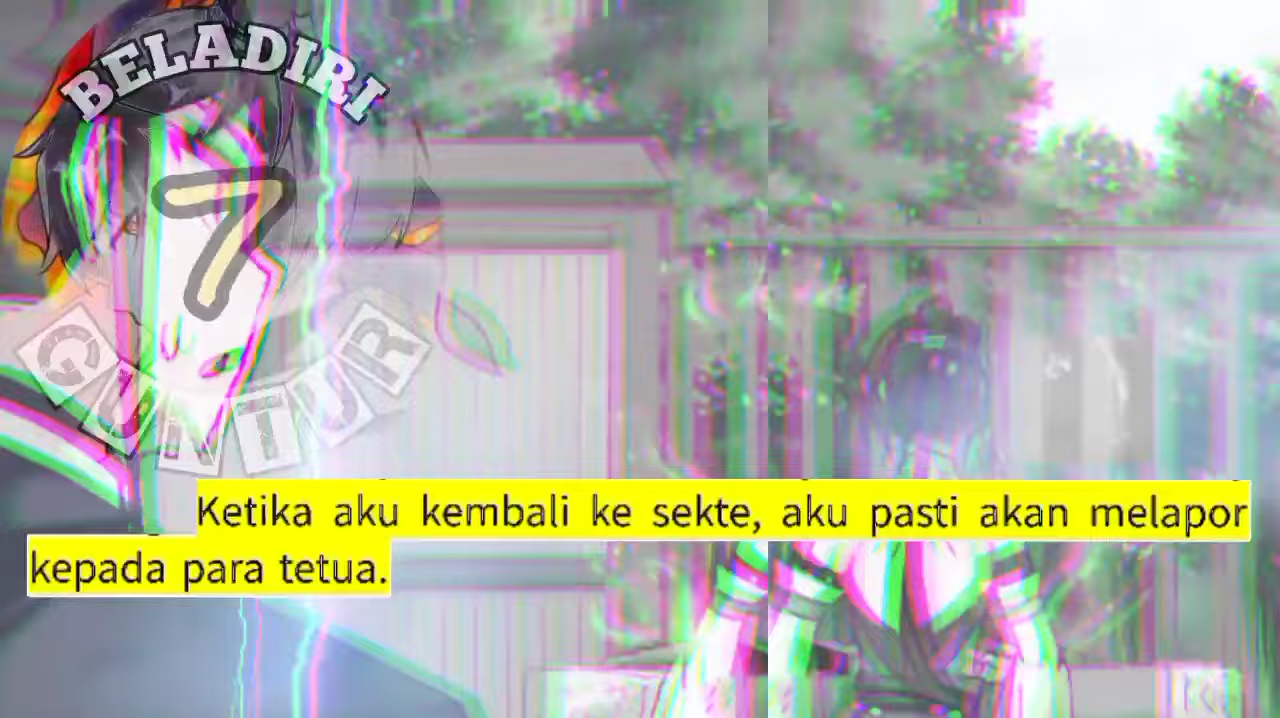 BELADIRI
7
GUNTUR
Ketika aku kembali ke sekte, aku pasti akan melapor
kepada para tetua.